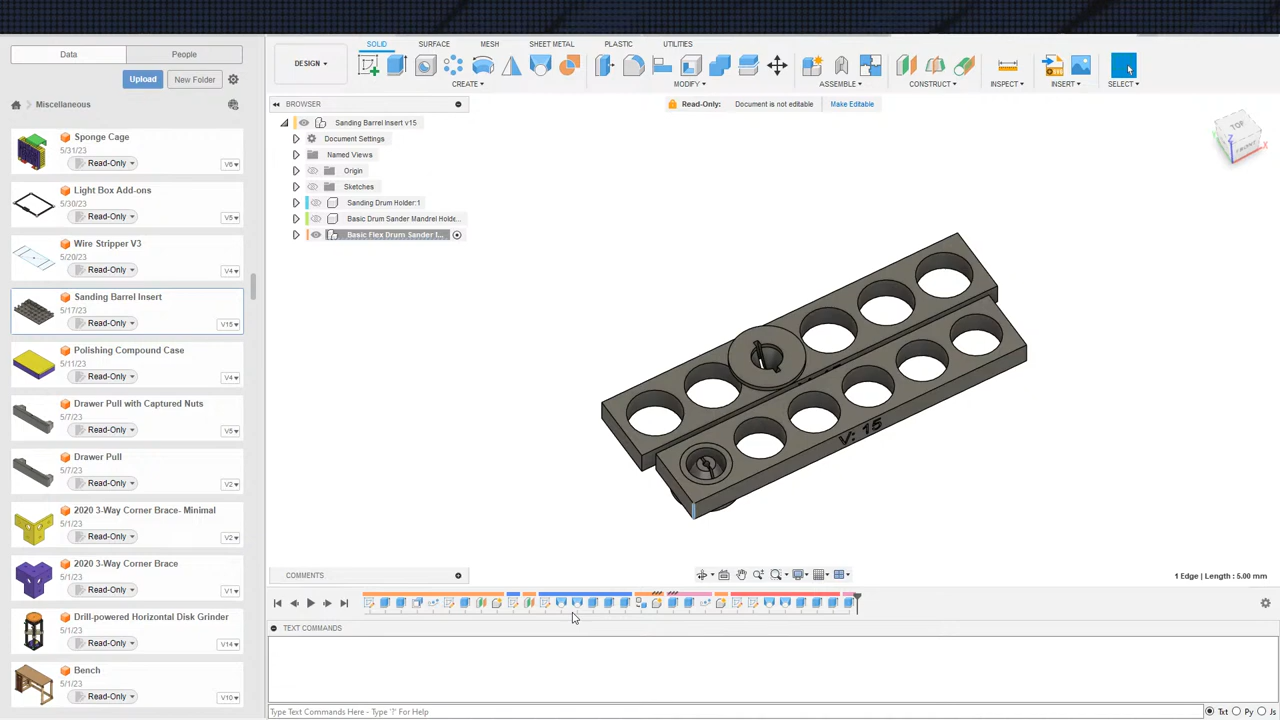 Data People
Upload New Folder
Miscellaneous
Sponge Cage
5/31/23
Read-Only V6
Light Box Add-ons
5/30/23
Read-Only V5
Wire Stripper V3
5/20/23
Read-Only V4
Sanding Barrel Insert
5/17/23
Read-Only V15
Polishing Compound Case
5/11/23
Read-Only V4
Drawer Pull with Captured Nuts
5/7/23
Read-Only V5
Drawer Pull
5/7/23
Read-Only V2
2020 3-Way Corner Brace- Minimal
5/1/23
Read-Only V2
2020 3-Way Corner Brace
5/1/23
Read-Only V1
Drill-powered Horizontal Disk Grinder
5/1/23
Read-Only V14
Bench
5/1/23
Read-Only V10
DESIGN
SOLID SURFACE MESH SHEET METAL PLASTIC UTILITIES
CREATE MODIFY ASSEMBLE CONSTRUCT INSPECT INSERT SELECT
BROWSER
Read-Only: Document is not editable Make Editable
Sanding Barrel Insert v15
Document Settings
Named Views
Origin
Sketches
Sanding Drum Holder:1
Basic Drum Sander Mandrel Holde...
Basic Flex Drum Sander I...
TOP
FRONT
Z
X
V: 15
COMMENTS
1 Edge | Length : 5.00 mm
TEXT COMMANDS
Type Text Commands Here - Type '?' For Help
Txt Py Js